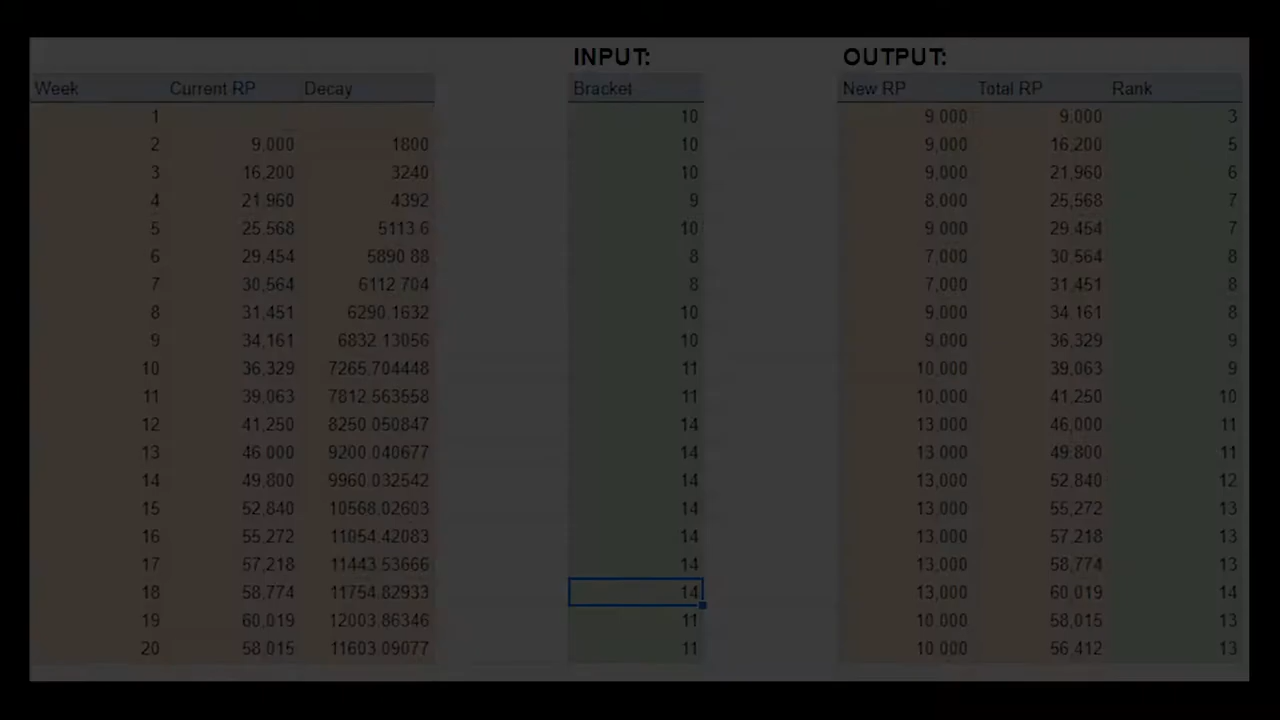 INPUT: OUTPUT:
Week Current RP Decay Bracket New RP Total RP Rank
1 10 9,000 9,000 3
2 9,000 1800 10 9,000 16,200 5
3 16,200 3240 10 9,000 21,960 6
4 21,960 4392 9 8,000 25,568 7
5 25,568 5113.6 10 9,000 29,454 7
6 29,454 5890.88 8 7,000 30,564 8
7 30,564 6112.704 8 7,000 31,451 8
8 31,451 6290.1632 10 9,000 34,161 8
9 34,161 6832.13056 10 9,000 36,329 9
10 36,329 7265.704448 11 10,000 39,063 9
11 39,063 7812.563558 11 10,000 41,250 10
12 41,250 8250.050847 14 13,000 46,000 11
13 46,000 9200.040677 14 13,000 49,800 11
14 49,800 9960.032542 14 13,000 52,840 12
15 52,840 10568.02603 14 13,000 55,272 13
16 55,272 11054.42083 14 13,000 57,218 13
17 57,218 11443.53666 14 13,000 58,774 13
18 58,774 11754.82933 14 13,000 60,019 14
19 60,019 12003.86346 11 10,000 58,015 13
20 58,015 11603.09077 11 10,000 56,412 13